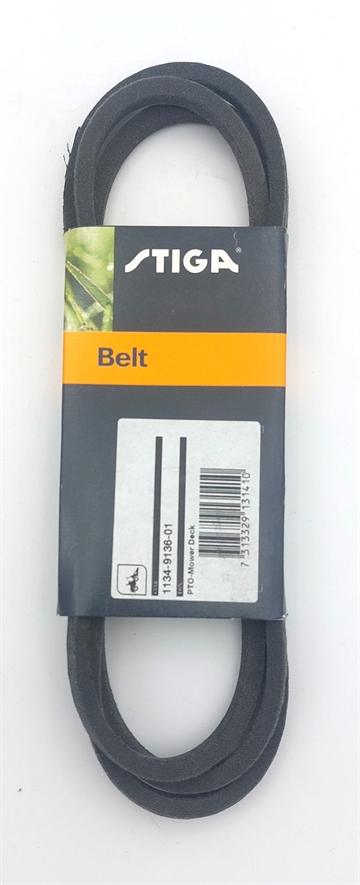 STIGA®
Belt
1134-9136-01
PTO-Mower Deck
7 313329 131410